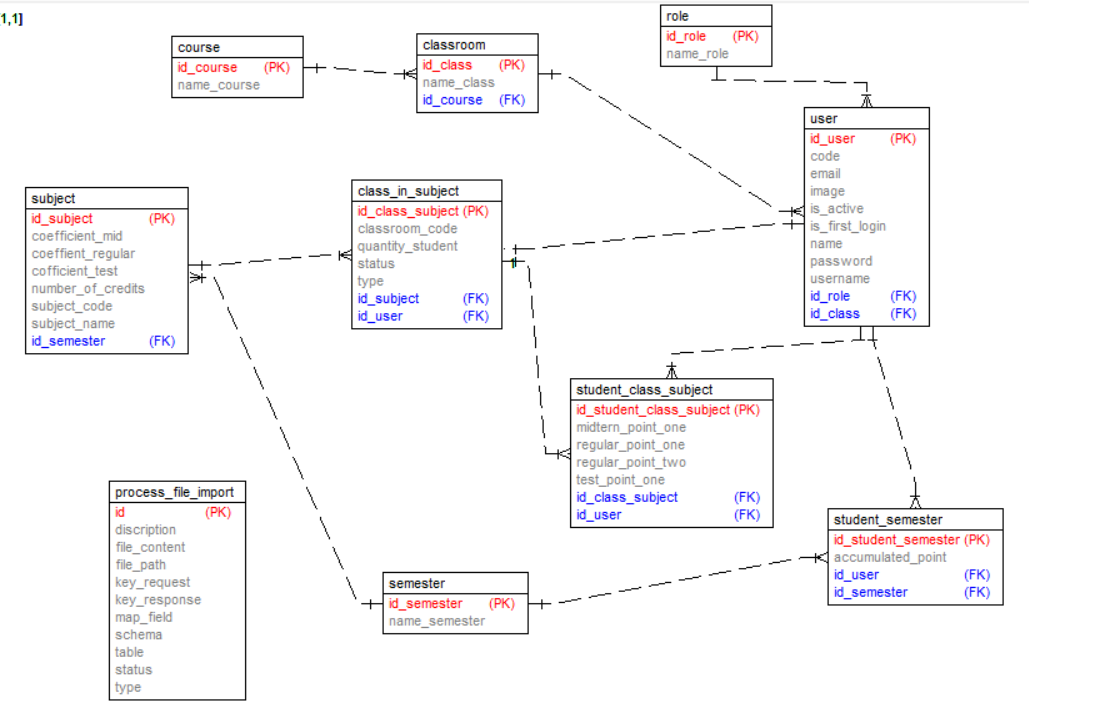 1,1]
role
id_role (PK)
name_role
course
id_course (PK)
name_course
classroom
id_class (PK)
name_class
id_course (FK)
user
id_user (PK)
code
email
image
is_active
is_first_login
name
password
username
id_role (FK)
id_class (FK)
subject
id_subject (PK)
coefficient_mid
coeffient_regular
cofficient_test
number_of_credits
subject_code
subject_name
id_semester (FK)
class_in_subject
id_class_subject (PK)
classroom_code
quantity_student
status
type
id_subject (FK)
id_user (FK)
student_class_subject
id_student_class_subject (PK)
midtern_point_one
regular_point_one
regular_point_two
test_point_one
id_class_subject (FK)
id_user (FK)
process_file_import
id (PK)
discription
file_content
file_path
key_request
key_response
map_field
schema
table
status
type
semester
id_semester (PK)
name_semester
student_semester
id_student_semester (PK)
accumulated_point
id_user (FK)
id_semester (FK)